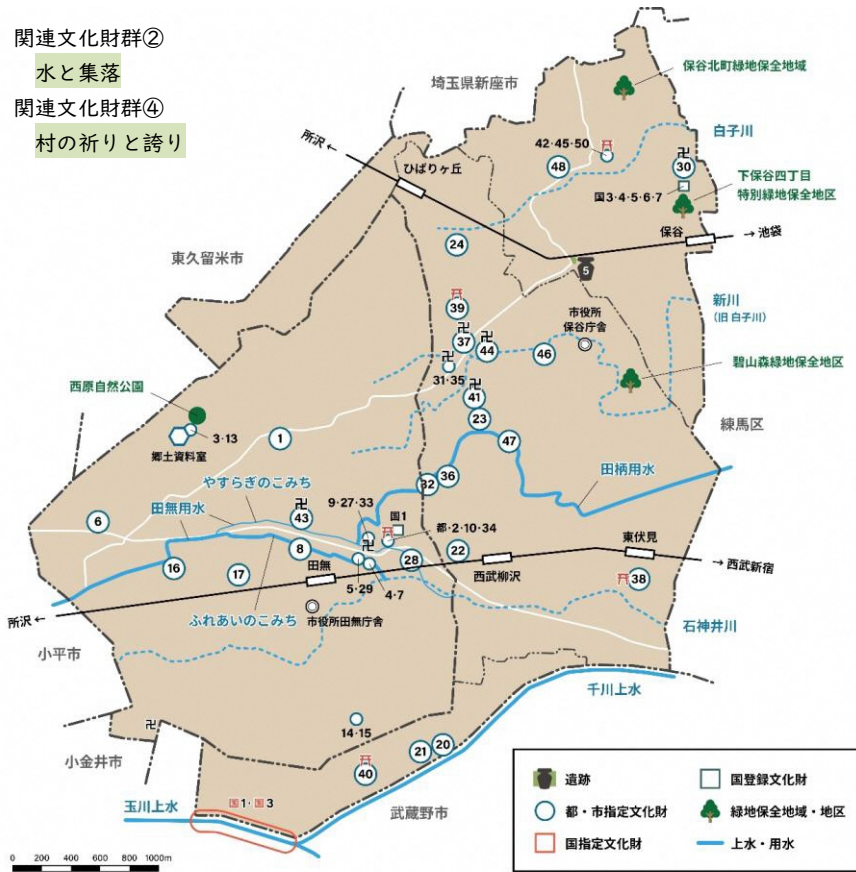 関連文化財群②
水と集落
関連文化財群④
村の祈りと誇り
埼玉県新座市
保谷北町緑地保全地域
白子川
所沢 ←
ひばりヶ丘
42・45・50
48
卍
30
国3・4・5・6・7
下保谷四丁目
特別緑地保全地区
保谷
→ 池袋
24
5
東久留米市
39
新川
(旧 白子川)
市役所
保谷庁舎
卍
37
卍
44
46
卍
31・35
碧山森緑地保全地区
西原自然公園
卍
41
23
練馬区
3・13
郷土資料室
1
47
やすらぎのこみち
36
32
田柄用水
田無用水
9・27・33
国1
6
卍
43
都・2・10・34
東伏見
8
卍
22
田無
28
西武柳沢
→ 西武新宿
16
17
5・29
4・7
38
所沢 ←
ふれあいのこみち
市役所田無庁舎
石神井川
小平市
千川上水
卍
14・15
小金井市
21
20
40
武蔵野市
玉川上水
国1・国3
遺跡
国登録文化財
都・市指定文化財
緑地保全地域・地区
国指定文化財
上水・用水
0 200 400 600 800 1000m